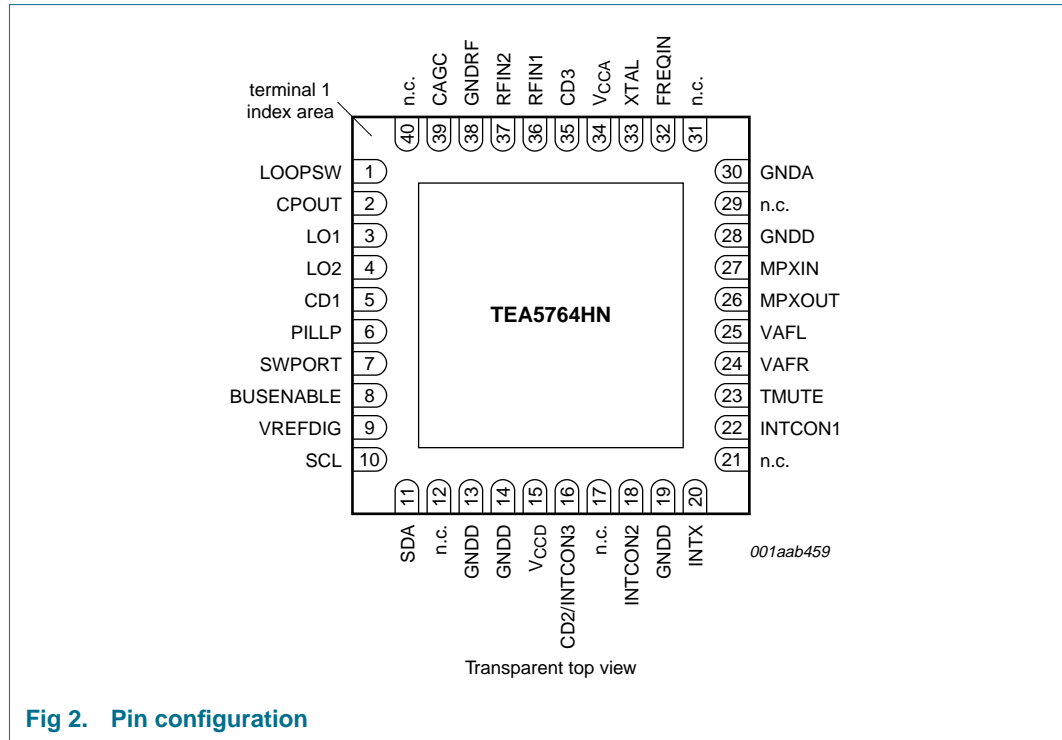 n.c.
CAGC
GNDRF
RFIN2
RFIN1
CD3
VCCA
XTAL
FREQIN
n.c.
terminal 1
index area
40
39
38
37
36
35
34
33
32
31
LOOPSW 1
CPOUT 2
LO1 3
LO2 4
CD1 5
PILLP 6
SWPORT 7
BUSENABLE 8
VREFDIG 9
SCL 10
TEA5764HN
30 GNDA
29 n.c.
28 GNDD
27 MPXIN
26 MPXOUT
25 VAFL
24 VAFR
23 TMUTE
22 INTCON1
21 n.c.
11
12
13
14
15
16
17
18
19
20
SDA
n.c.
GNDD
GNDD
VCCD
CD2/INTCON3
n.c.
INTCON2
GNDD
INTX
001aab459
Transparent top view
Fig 2. Pin configuration